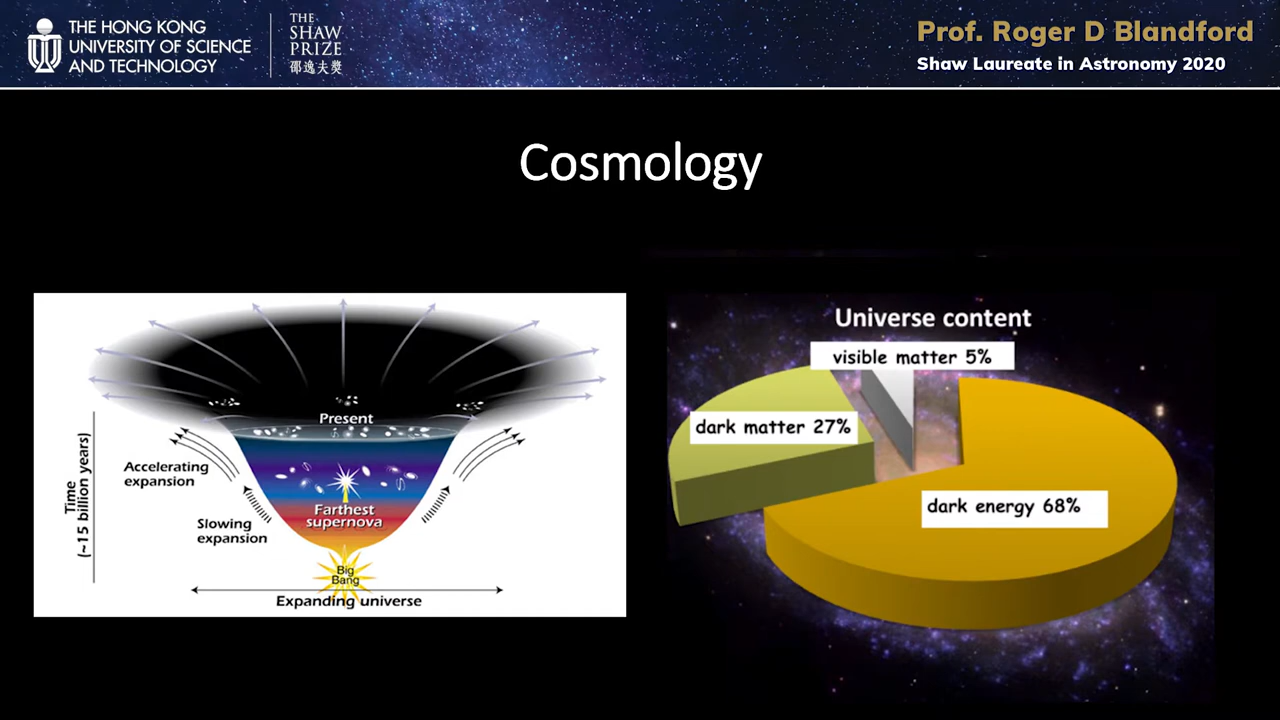 THE HONG KONG
UNIVERSITY OF SCIENCE
AND TECHNOLOGY
THE
SHAW
PRIZE
邵逸夫獎
Prof. Roger D Blandford
Shaw Laureate in Astronomy 2020
Cosmology
Present
Accelerating
expansion
Time
(~15 billion years)
Farthest
supernova
Slowing
expansion
Big
Bang
Expanding universe
Universe content
visible matter 5%
dark matter 27%
dark energy 68%